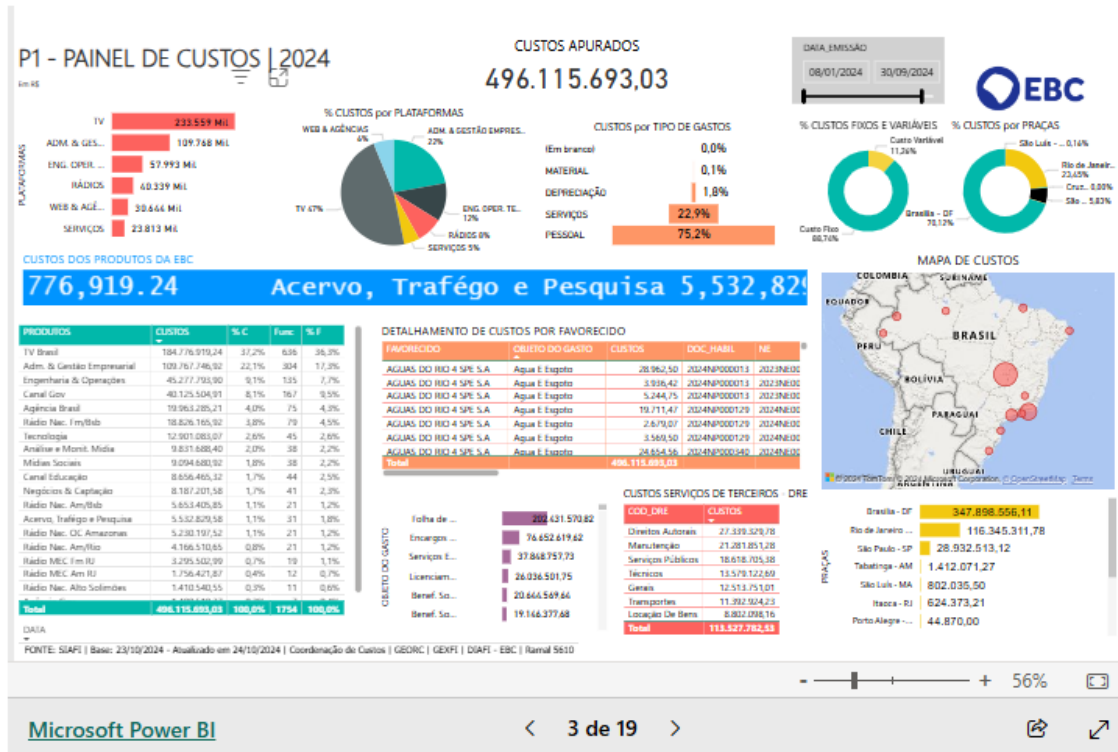 P1 - PAINEL DE CUSTOS | 2024
Em R$
CUSTOS APURADOS
496.115.693,03
DATA_EMISSÃO
08/01/2024 30/09/2024
EBC
PLATAFORMAS
TV 233.559 Mil
ADM. & GES... 109.768 Mil
ENG. OPER. ... 57.993 Mil
RÁDIOS 40.339 Mil
WEB & AGÊ... 30.644 Mil
SERVIÇOS 23.813 Mil
% CUSTOS por PLATAFORMAS
WEB & AGÊNCIAS 6%
ADM. & GESTÃO EMPRES... 22%
ENG. OPER. TE... 12%
RÁDIOS 8%
SERVIÇOS 5%
TV 47%
CUSTOS por TIPO DE GASTOS
(Em branco) 0,0%
MATERIAL 0,1%
DEPRECIAÇÃO 1,8%
SERVIÇOS 22,9%
PESSOAL 75,2%
% CUSTOS FIXOS E VARIÁVEIS
Custo Variável 11,26%
Custo Fixo 88,74%
% CUSTOS por PRAÇAS
São Luís - ... 0,16%
Rio de Janeir... 23,45%
Cruz... 0,00%
São ... 5,83%
Brasília - DF 70,12%
CUSTOS DOS PRODUTOS DA EBC
776,919.24 Acervo, Trafégo e Pesquisa 5,532,829
PRODUTOS CUSTOS % C Func % F
TV Brasil 184.776.919,24 37,2% 636 36,3%
Adm. & Gestão Empresarial 109.767.746,92 22,1% 304 17,3%
Engenharia & Operações 45.277.793,90 9,1% 135 7,7%
Canal Gov 40.125.504,91 8,1% 167 9,5%
Agência Brasil 19.963.285,21 4,0% 75 4,3%
Rádio Nac. Fm/Bsb 18.826.165,92 3,8% 79 4,5%
Tecnologia 12.901.083,07 2,6% 45 2,6%
Análise e Monit. Mídia 9.831.688,40 2,0% 38 2,2%
Mídias Sociais 9.094.680,92 1,8% 38 2,2%
Canal Educação 8.656.465,32 1,7% 44 2,5%
Negócios & Captação 8.187.201,58 1,7% 41 2,3%
Rádio Nac. Am/Bsb 5.653.405,85 1,1% 21 1,2%
Acervo, Trafégo e Pesquisa 5.532.829,58 1,1% 31 1,8%
Rádio Nac. OC Amazonas 5.230.197,52 1,1% 21 1,2%
Rádio Nac. Am/Rio 4.166.510,65 0,8% 21 1,2%
Rádio MEC Fm RJ 3.295.502,99 0,7% 19 1,1%
Rádio MEC Am RJ 1.756.421,87 0,4% 12 0,7%
Rádio Nac. Alto Solimões 1.410.540,55 0,3% 11 0,6%
Total 496.115.693,03 100,0% 1754 100,0%
DATA
DETALHAMENTO DE CUSTOS POR FAVORECIDO
FAVORECIDO OBJETO DO GASTO CUSTOS DOC_HABIL NE
AGUAS DO RIO 4 SPE S.A Agua E Esgoto 28.962,50 2024NP000013 2023NE00
AGUAS DO RIO 4 SPE S.A Agua E Esgoto 3.936,42 2024NP000013 2023NE00
AGUAS DO RIO 4 SPE S.A Agua E Esgoto 5.244,75 2024NP000013 2023NE00
AGUAS DO RIO 4 SPE S.A Agua E Esgoto 19.711,47 2024NP000129 2024NE00
AGUAS DO RIO 4 SPE S.A Agua E Esgoto 2.679,07 2024NP000129 2024NE00
AGUAS DO RIO 4 SPE S.A Agua E Esgoto 3.569,50 2024NP000129 2024NE00
AGUAS DO RIO 4 SPE S.A Agua E Esgoto 24.654,56 2024NP000340 2024NE00
Total 496.115.693,03
OBJETO DO GASTO
Folha de ... 202.431.570,82
Encargos ... 76.652.619,62
Serviços E... 37.848.757,73
Licenciam... 26.036.501,75
Benef. So... 20.644.569,64
Benef. So... 19.146.377,68
CUSTOS SERVIÇOS DE TERCEIROS - DRE
COD_DRE CUSTOS
Direitos Autorais 27.339.329,78
Manutenção 21.281.851,28
Serviços Públicos 18.618.705,38
Técnicos 13.579.122,69
Gerais 12.513.751,01
Transportes 11.392.924,23
Locação De Bens 8.802.098,16
Total 113.527.782,53
MAPA DE CUSTOS
COLOMBIA
SURINAME
EQUADOR
BRASIL
PERU
BOLÍVIA
PARAGUAI
CHILE
URUGUAI
ARGENTINA
© 2024 TomTom, © 2024 Microsoft Corporation, © OpenStreetMap Terms
PRAÇAS
Brasília - DF 347.898.556,11
Rio de Janeiro ... 116.345.311,78
São Paulo - SP 28.932.513,12
Tabatinga - AM 1.412.071,27
São Luís - MA 802.035,50
Itaoca - RJ 624.373,21
Porto Alegre -... 44.870,00
FONTE: SIAFI | Base: 23/10/2024 - Atualizado em 24/10/2024 | Coordenação de Custos | GEORC | GEXFI | DIAFI - EBC | Ramal 5610
- + 56%
Microsoft Power BI
< 3 de 19 >